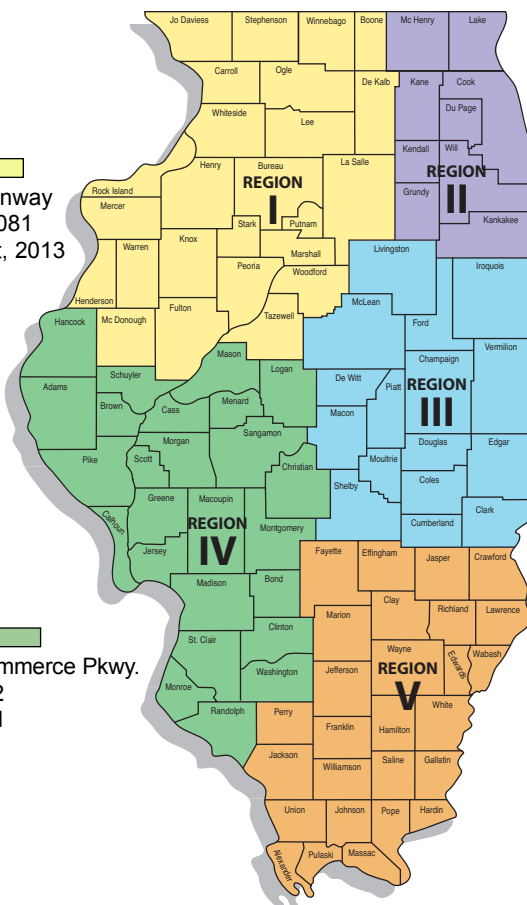 Jo Daviess
Stephenson
Winnebago
Boone
Mc Henry
Lake
Carroll
Ogle
De Kalb
Kane
Cook
Du Page
Whiteside
Lee
Kendall
Will
Henry
Bureau
La Salle
REGION
I
REGION
II
Rock Island
Mercer
Grundy
Stark
Putnam
Kankakee
nway
081
, 2013
Warren
Knox
Marshall
Livingston
Iroquois
Peoria
Woodford
Henderson
Mc Donough
Fulton
Tazewell
McLean
Hancock
Ford
Mason
Logan
Champaign
Vermilion
Adams
Schuyler
Brown
Cass
Menard
De Witt
Piatt
REGION
III
Macon
Sangamon
Morgan
Pike
Scott
Christian
Moultrie
Douglas
Edgar
Shelby
Coles
Greene
Macoupin
Calhoun
Montgomery
Cumberland
Clark
REGION
IV
Jersey
Fayette
Effingham
Jasper
Crawford
Madison
Bond
Clay
Richland
Lawrence
Marion
St. Clair
Clinton
Wayne
Edwards
Wabash
mmerce Pkwy.
2
Washington
Jefferson
REGION
V
Monroe
Randolph
Perry
White
Franklin
Hamilton
Jackson
Williamson
Saline
Gallatin
Union
Johnson
Pope
Hardin
Alexander
Pulaski
Massac